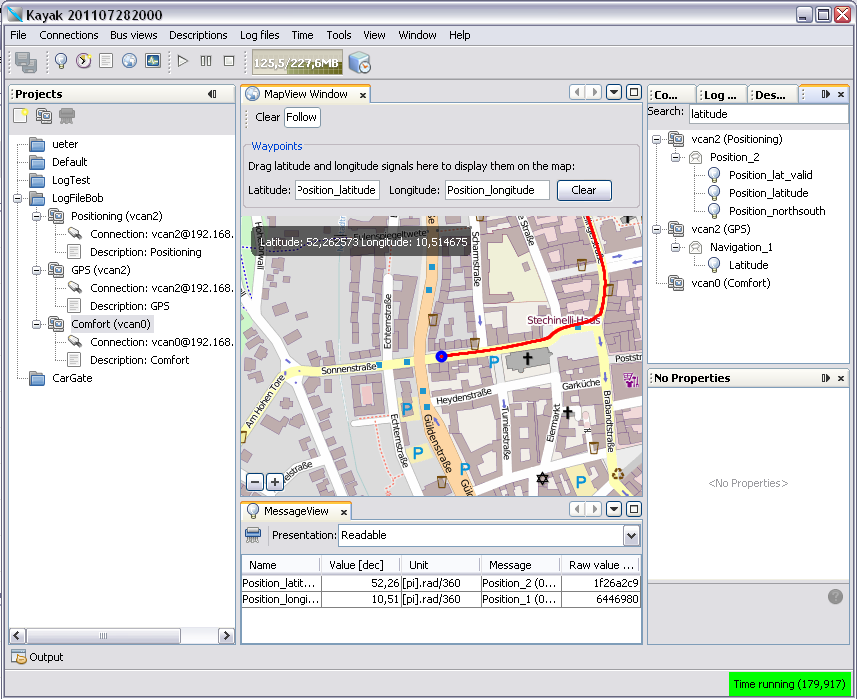 Kayak 201107282000
File Connections Bus views Descriptions Log files Time Tools View Window Help
125,5/227,6MB
Projects
ueter
Default
LogTest
LogFileBob
Positioning (vcan2)
Connection: vcan2@192.168.
Description: Positioning
GPS (vcan2)
Connection: vcan2@192.168.
Description: GPS
Comfort (vcan0)
Connection: vcan0@192.168.
Description: Comfort
CarGate
MapView Window
Clear Follow
Waypoints
Drag latitude and longitude signals here to display them on the map:
Latitude: Position_latitude Longitude: Position_longitude Clear
Latitude: 52,262573 Longitude: 10,514675
Eulenspiegeltwete
Scharrnstraße
Echternstraße
Stechinelli-Haus
Sonnenstraße
Poststr
Garküche
Heydenstraße
Am Hohen Tore
Echternstraße
Güldenstraße
Turnierstraße
Eiermarkt
Brabandtstraße
Güld
P
P
P
P
P
MessageView
Presentation: Readable
Name Value [dec] Unit Message Raw value ...
Position_latit... 52,26 [pi].rad/360 Position_2 (0... 1f26a2c9
Position_longi... 10,51 [pi].rad/360 Position_1 (0... 6446980
Co... Log ... Des...
Search: latitude
vcan2 (Positioning)
Position_2
Position_lat_valid
Position_latitude
Position_northsouth
vcan2 (GPS)
Navigation_1
Latitude
vcan0 (Comfort)
No Properties
<No Properties>
Output
Time running (179,917)